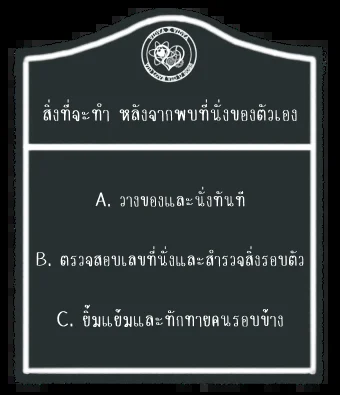 สิ่งที่จะทำ หลังจากพบที่นั่งของตัวเอง
A. วางของและนั่งทันที
B. ตรวจสอบเลขที่นั่งและสำรวจสิ่งรอบตัว
C. ยิ้มแย้มและทักทายคนรอบข้าง